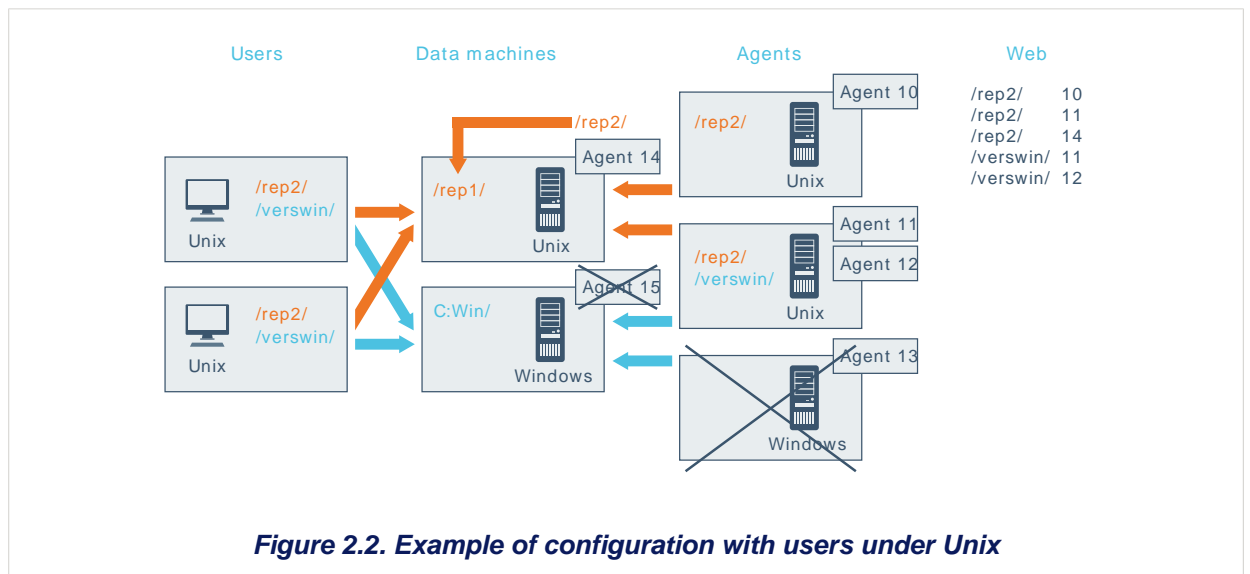 Users
Data machines
Agents
Web
/rep2/
/verswin/
Unix
/rep2/
/verswin/
Unix
/rep2/
Agent 14
/rep1/
Unix
Agent 15
C:Win/
Windows
Agent 10
/rep2/
Unix
Agent 11
Agent 12
/rep2/
/verswin/
Unix
Agent 13
Windows
/rep2/ 10
/rep2/ 11
/rep2/ 14
/verswin/ 11
/verswin/ 12
Figure 2.2. Example of configuration with users under Unix